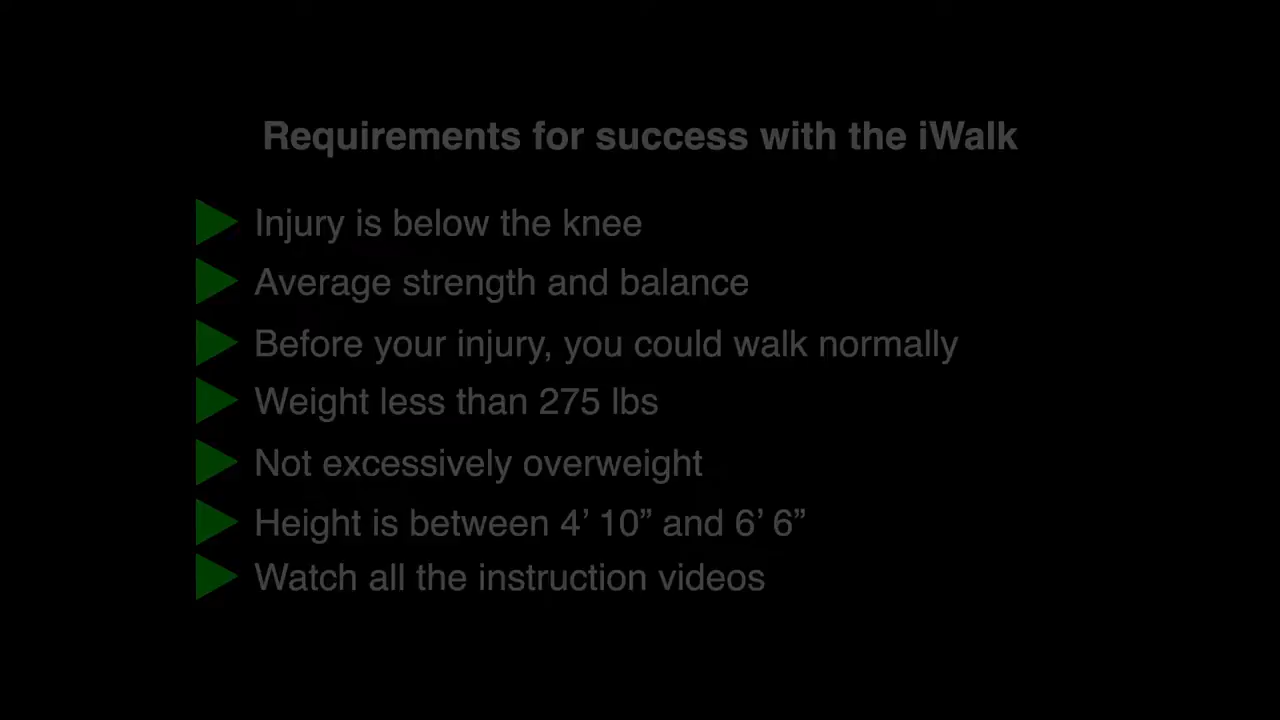 Requirements for success with the iWalk
Injury is below the knee
Average strength and balance
Before your injury, you could walk normally
Weight less than 275 lbs
Not excessively overweight
Height is between 4’ 10” and 6’ 6”
Watch all the instruction videos